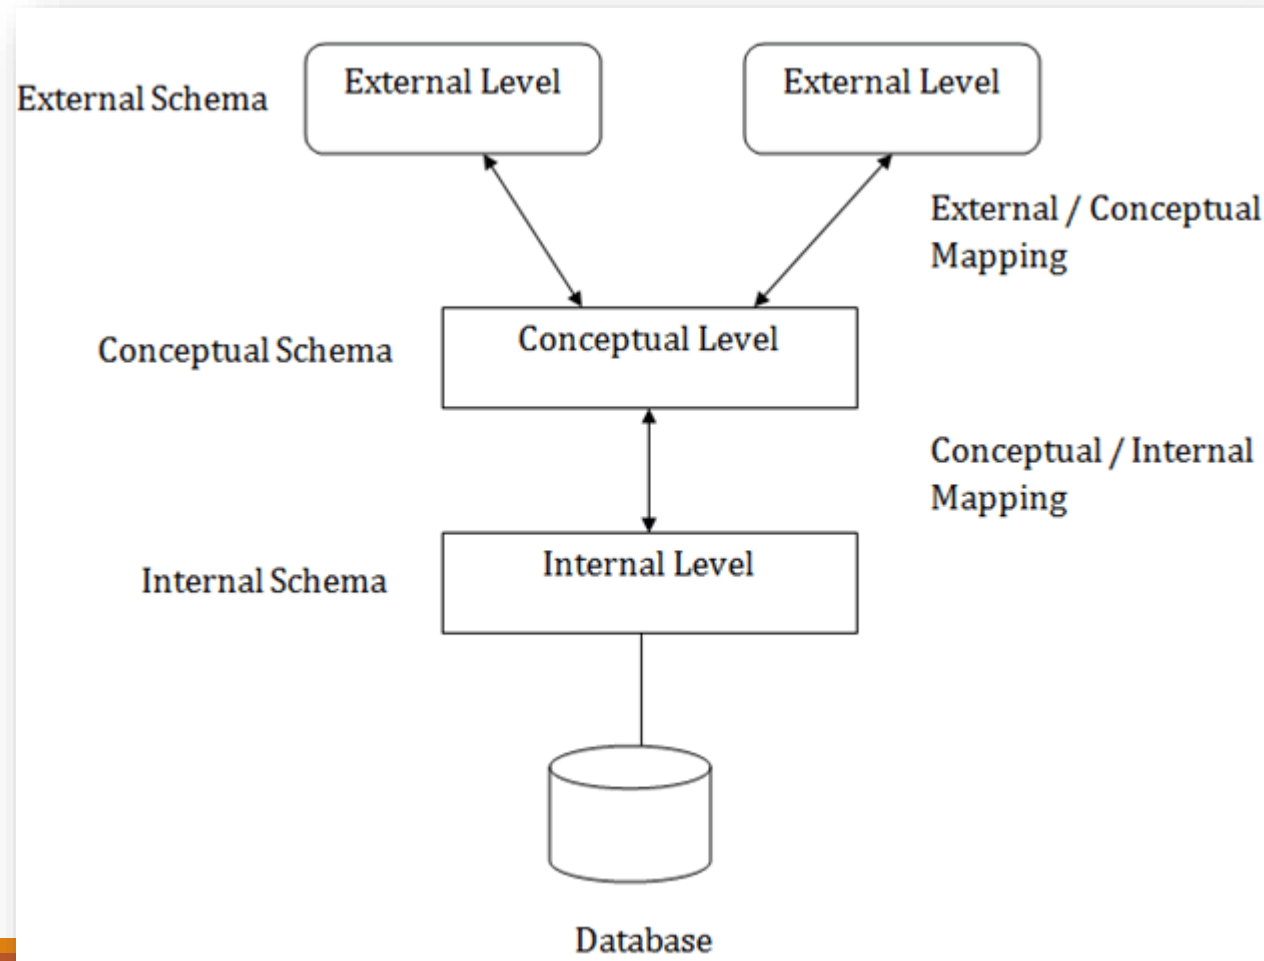 External Level
External Level
External Schema
External / Conceptual
Mapping
Conceptual Level
Conceptual Schema
Conceptual / Internal
Mapping
Internal Level
Internal Schema
Database